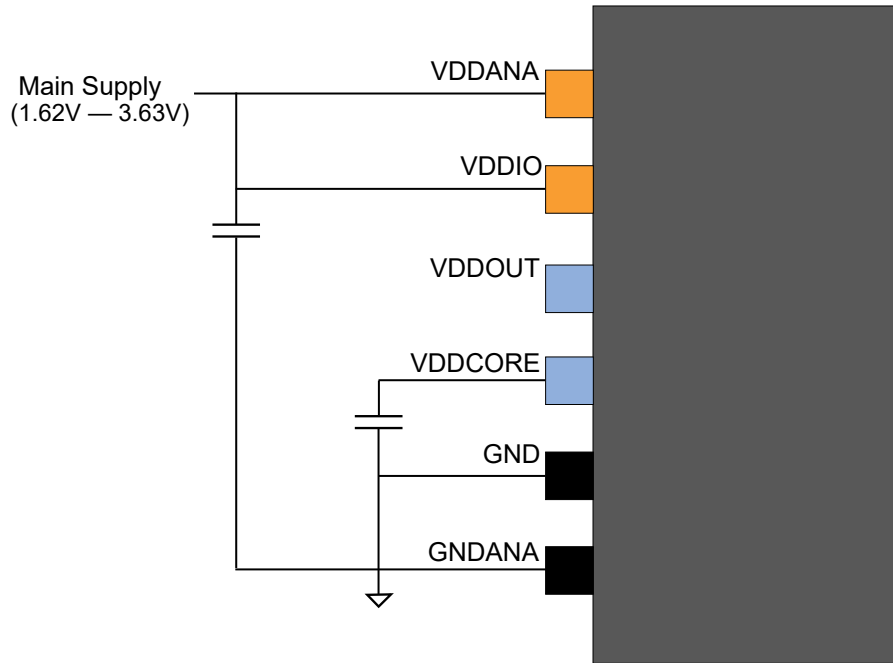 VDDANA
Main Supply
(1.62V — 3.63V)
VDDIO
VDDOUT
VDDCORE
GND
GNDANA